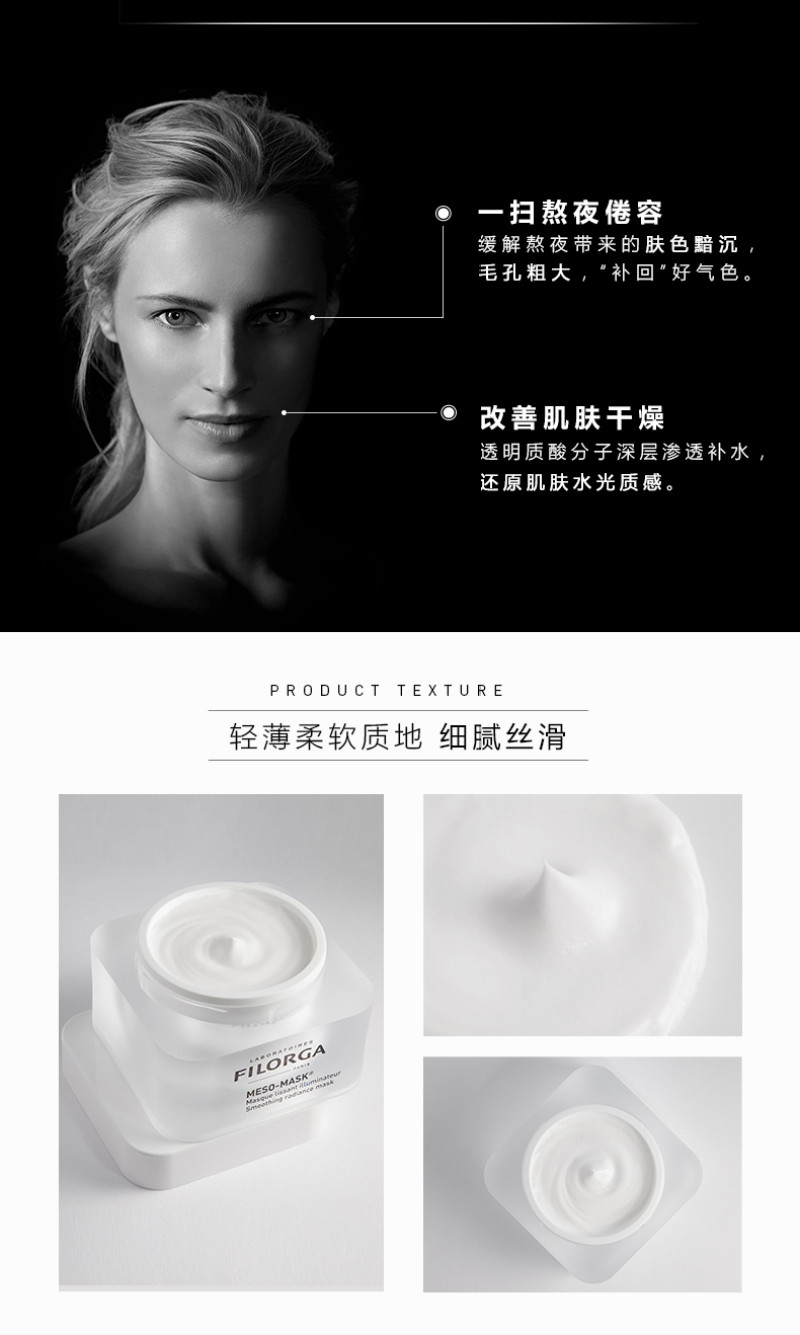 一扫熬夜倦容
缓解熬夜带来的肤色黯沉，
毛孔粗大，“补回”好气色。
改善肌肤干燥
透明质酸分子深层渗透补水，
还原肌肤水光质感。
PRODUCT TEXTURE
轻薄柔软质地 细腻丝滑
LABORATOIRES
FILORGA
PARIS
MESO-MASK®
Masque lissant illuminateur
Smoothing radiance mask